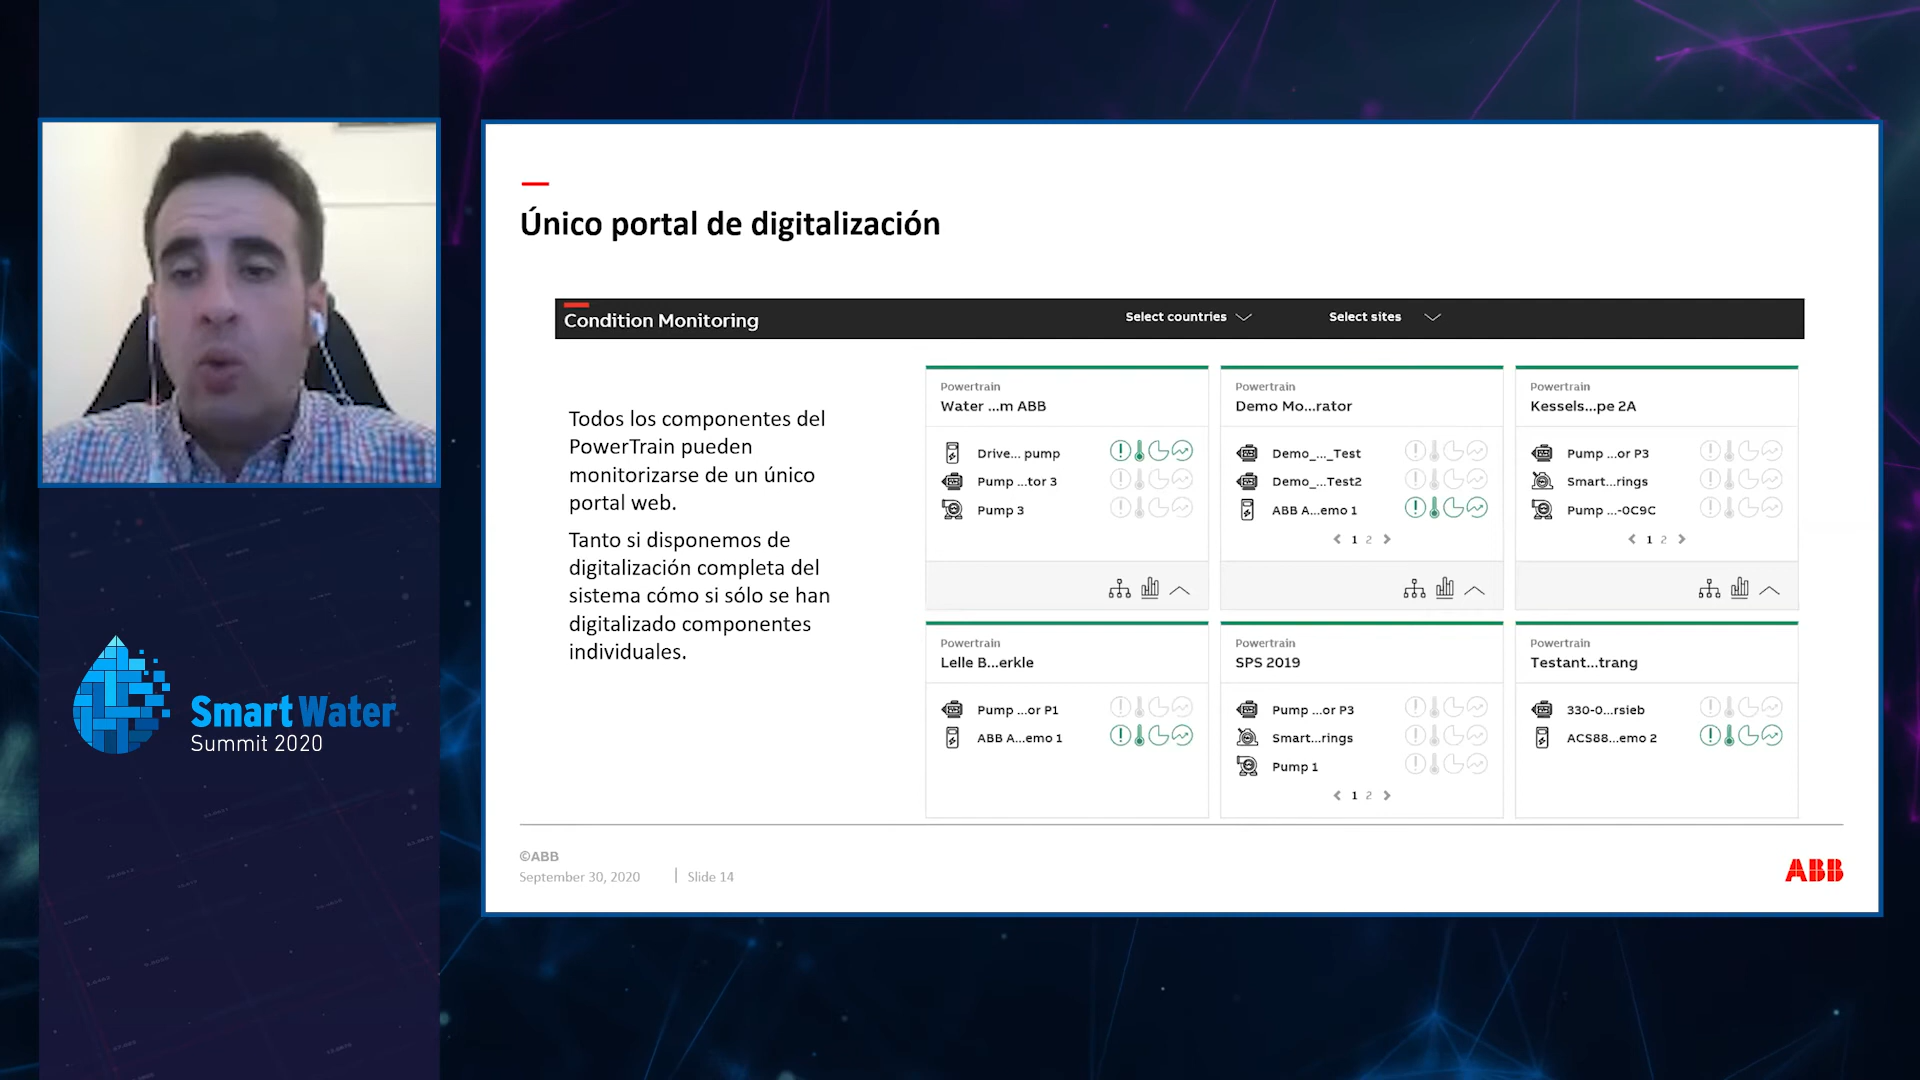 Único portal de digitalización
Condition Monitoring
Select countries
Select sites
Todos los componentes del
PowerTrain pueden
monitorizarse de un único
portal web.
Tanto si disponemos de
digitalización completa del
sistema cómo si sólo se han
digitalizado componentes
individuales.
Powertrain
Water ...m ABB
Drive... pump
Pump ...tor 3
Pump 3
Powertrain
Demo Mo...rator
Demo_..._Test
Demo_...Test2
ABB A...emo 1
1 2
Powertrain
Kessels...pe 2A
Pump ...or P3
Smart...rings
Pump ...-0C9C
1 2
Powertrain
Lelle B...erkle
Pump ...or P1
ABB A...emo 1
Powertrain
SPS 2019
Pump ...or P3
Smart...rings
Pump 1
1 2
Powertrain
Testant...trang
330-0...rsieb
ACS88...emo 2
©ABB
September 30, 2020
Slide 14
ABB
Smart Water
Summit 2020